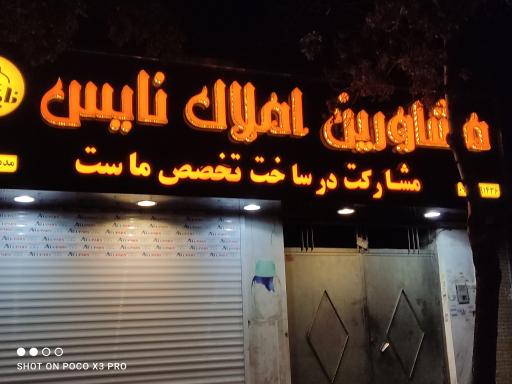 مشاورین املاک نایس
مشارکت در ساخت تخصص ماست
SHOT ON POCO X3 PRO